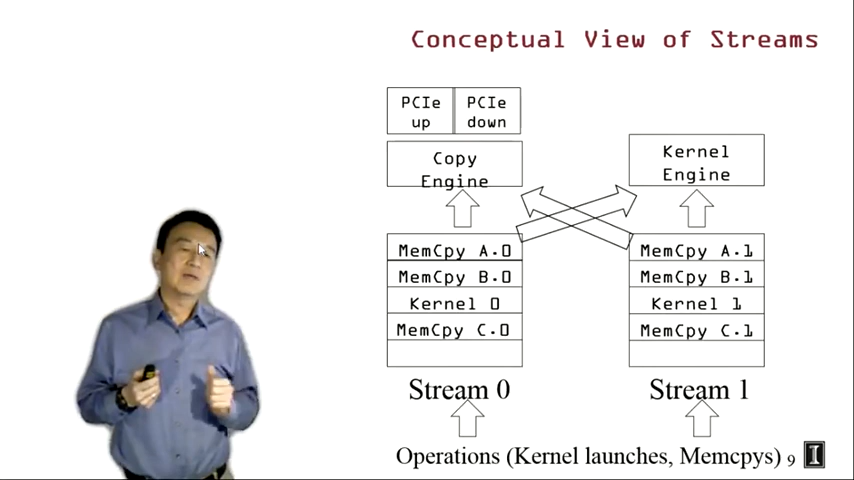 Conceptual View of Streams
PCIe
up
PCIe
down
Copy
Engine
Kernel
Engine
MemCpy A.0
MemCpy B.0
Kernel 0
MemCpy C.0
Stream 0
MemCpy A.1
MemCpy B.1
Kernel 1
MemCpy C.1
Stream 1
Operations (Kernel launches, Memcpys)
9
I